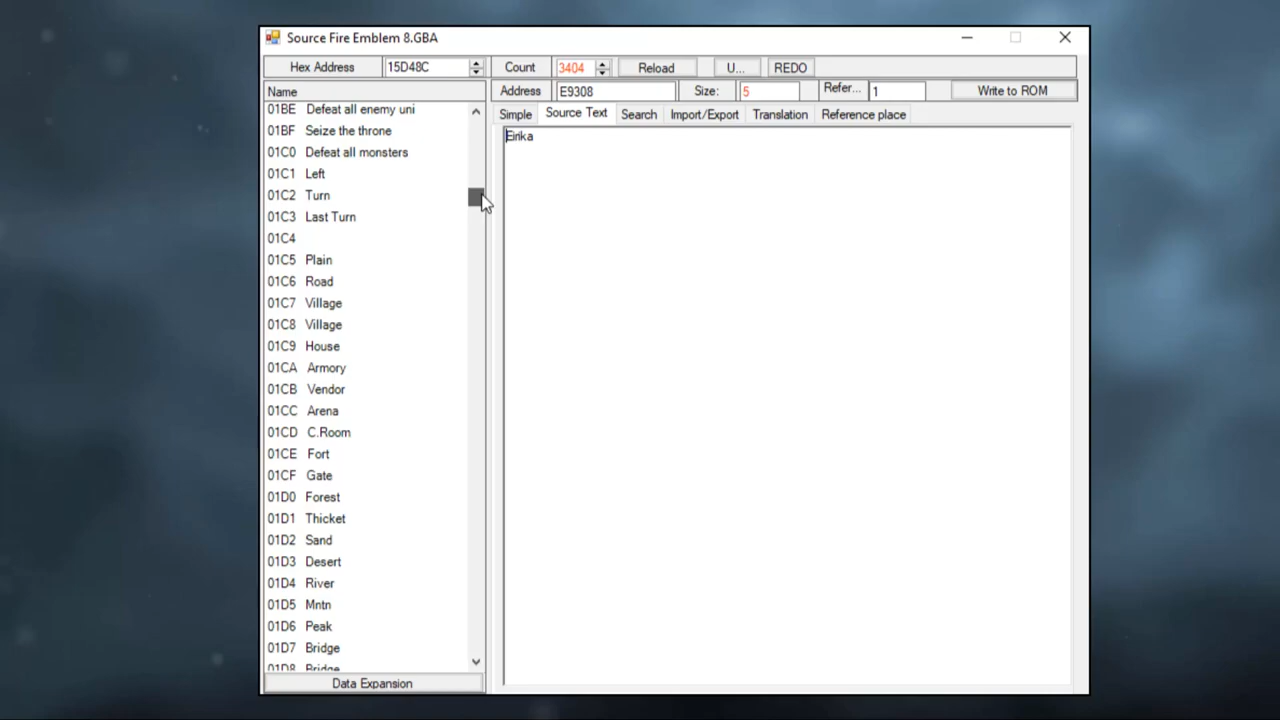 Source Fire Emblem 8.GBA
Hex Address 15D48C Count 3404 Reload U... REDO
Name Address E9308 Size: 5 Refer... 1 Write to ROM
Simple Source Text Search Import/Export Translation Reference place
Eirika
01BE Defeat all enemy uni
01BF Seize the throne
01C0 Defeat all monsters
01C1 Left
01C2 Turn
01C3 Last Turn
01C4
01C5 Plain
01C6 Road
01C7 Village
01C8 Village
01C9 House
01CA Armory
01CB Vendor
01CC Arena
01CD C.Room
01CE Fort
01CF Gate
01D0 Forest
01D1 Thicket
01D2 Sand
01D3 Desert
01D4 River
01D5 Mntn
01D6 Peak
01D7 Bridge
01D8 Bridge
Data Expansion